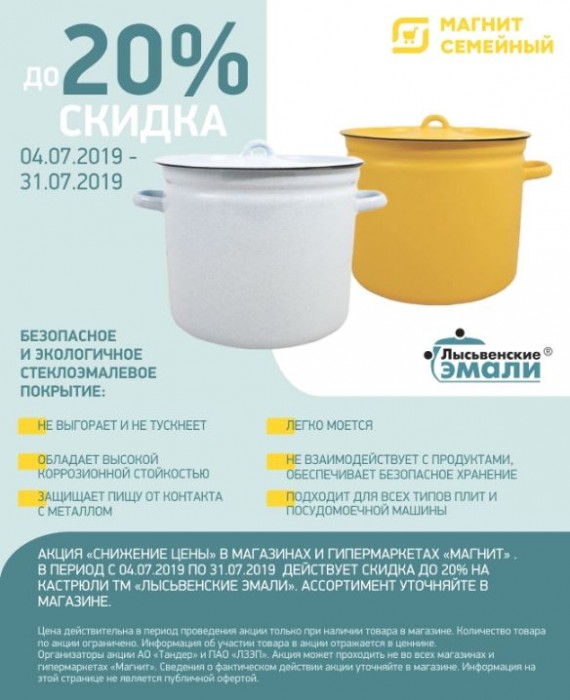 ДО 20%
СКИДКА
04.07.2019 -
31.07.2019
МАГНИТ
СЕМЕЙНЫЙ
БЕЗОПАСНОЕ
И ЭКОЛОГИЧНОЕ
СТЕКЛОЭМАЛЕВОЕ
ПОКРЫТИЕ:
Лысьвенские®
эмали
НЕ ВЫГОРАЕТ И НЕ ТУСКНЕЕТ
ОБЛАДАЕТ ВЫСОКОЙ
КОРРОЗИОННОЙ СТОЙКОСТЬЮ
ЗАЩИЩАЕТ ПИЩУ ОТ КОНТАКТА
С МЕТАЛЛОМ
ЛЕГКО МОЕТСЯ
НЕ ВЗАИМОДЕЙСТВУЕТ С ПРОДУКТАМИ,
ОБЕСПЕЧИВАЕТ БЕЗОПАСНОЕ ХРАНЕНИЕ
ПОДХОДИТ ДЛЯ ВСЕХ ТИПОВ ПЛИТ И
ПОСУДОМОЕЧНОЙ МАШИНЫ
АКЦИЯ «СНИЖЕНИЕ ЦЕНЫ» В МАГАЗИНАХ И ГИПЕРМАРКЕТАХ «МАГНИТ» .
В ПЕРИОД С 04.07.2019 ПО 31.07.2019 ДЕЙСТВУЕТ СКИДКА ДО 20% НА
КАСТРЮЛИ ТМ «ЛЫСЬВЕНСКИЕ ЭМАЛИ». АССОРТИМЕНТ УТОЧНЯЙТЕ В
МАГАЗИНЕ.
Цена действительна в период проведения акции только при наличии товара в магазине. Количество товара
по акции ограничено. Информация об участии товара в акции отражается в ценнике.
Организаторы акции АО «Тандер» и ПАО «ЛЗЭП». Акция может проходить не во всех магазинах и
гипермаркетах «Магнит». Сведения о фактическом действии акции уточняйте в магазине. Информация на
этой странице не является публичной офертой.